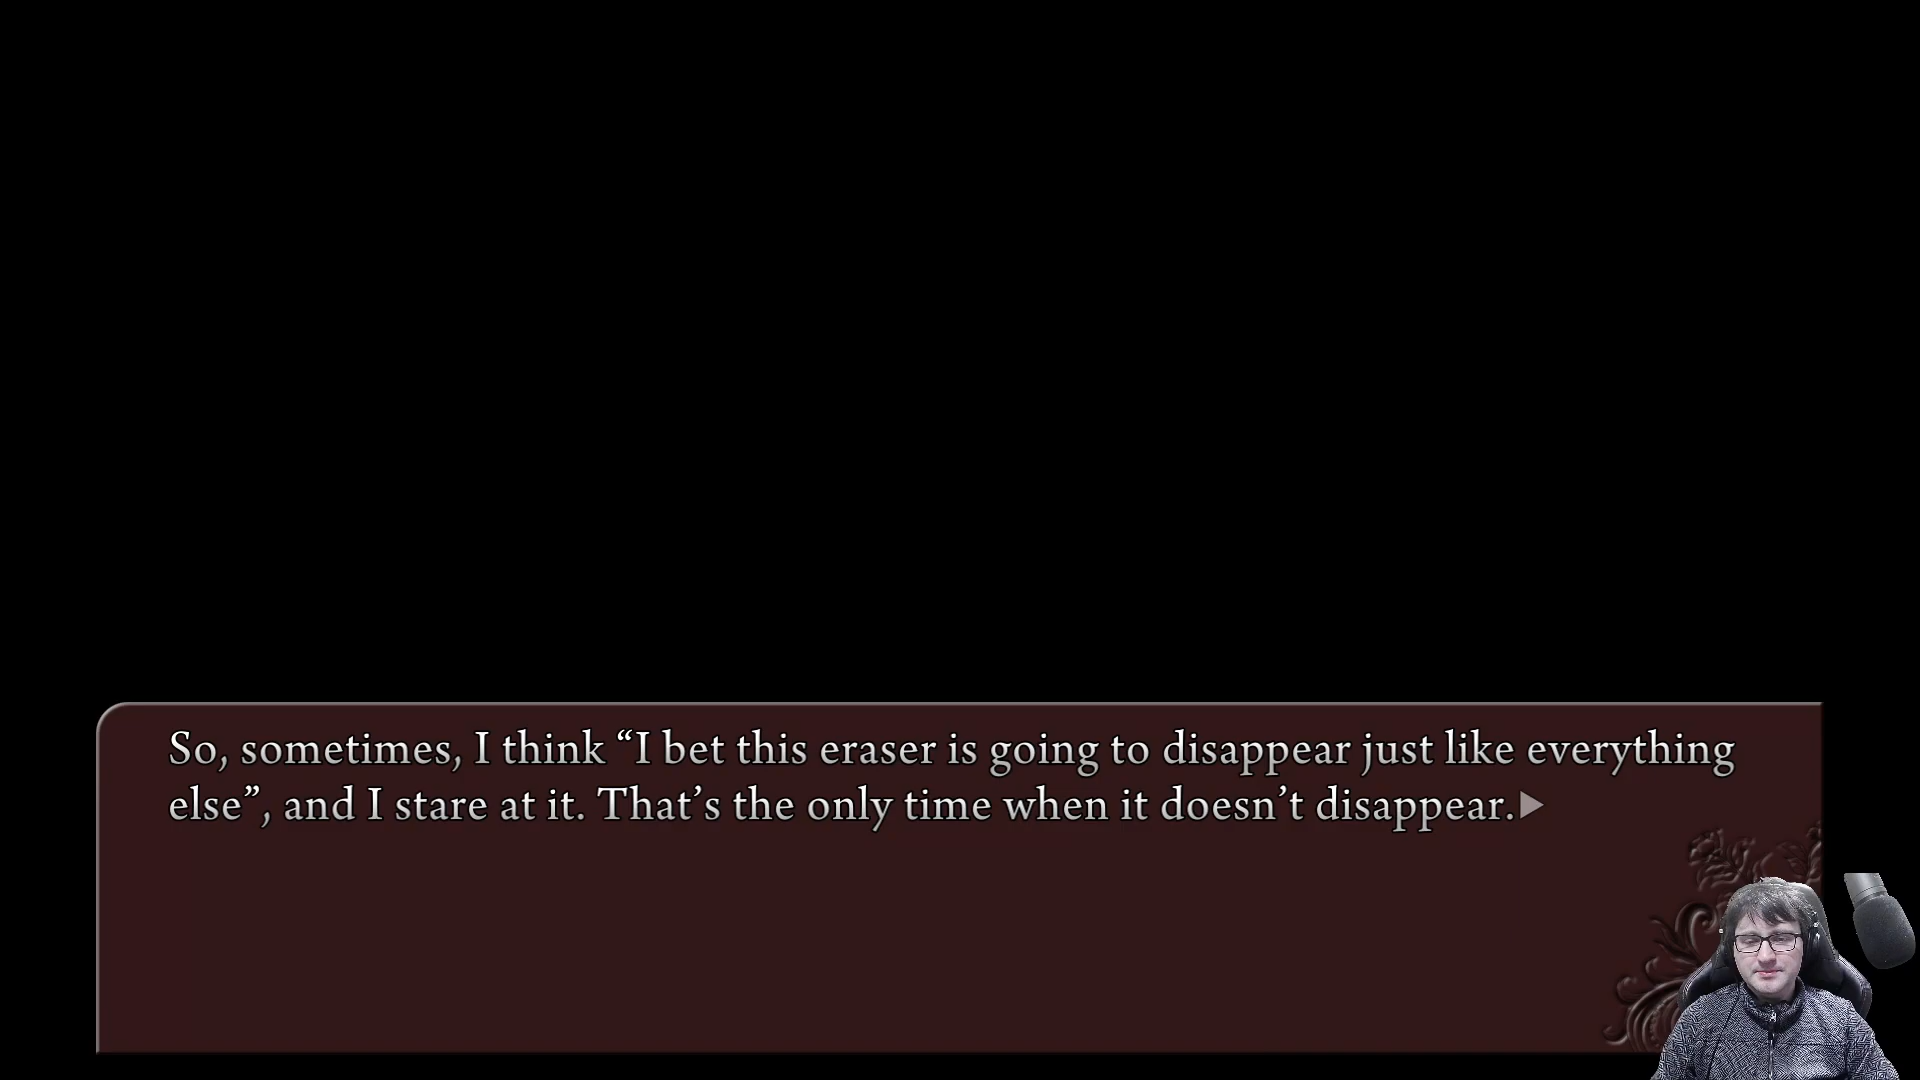 So, sometimes, I think “I bet this eraser is going to disappear just like everything
else”, and I stare at it. That’s the only time when it doesn’t disappear.